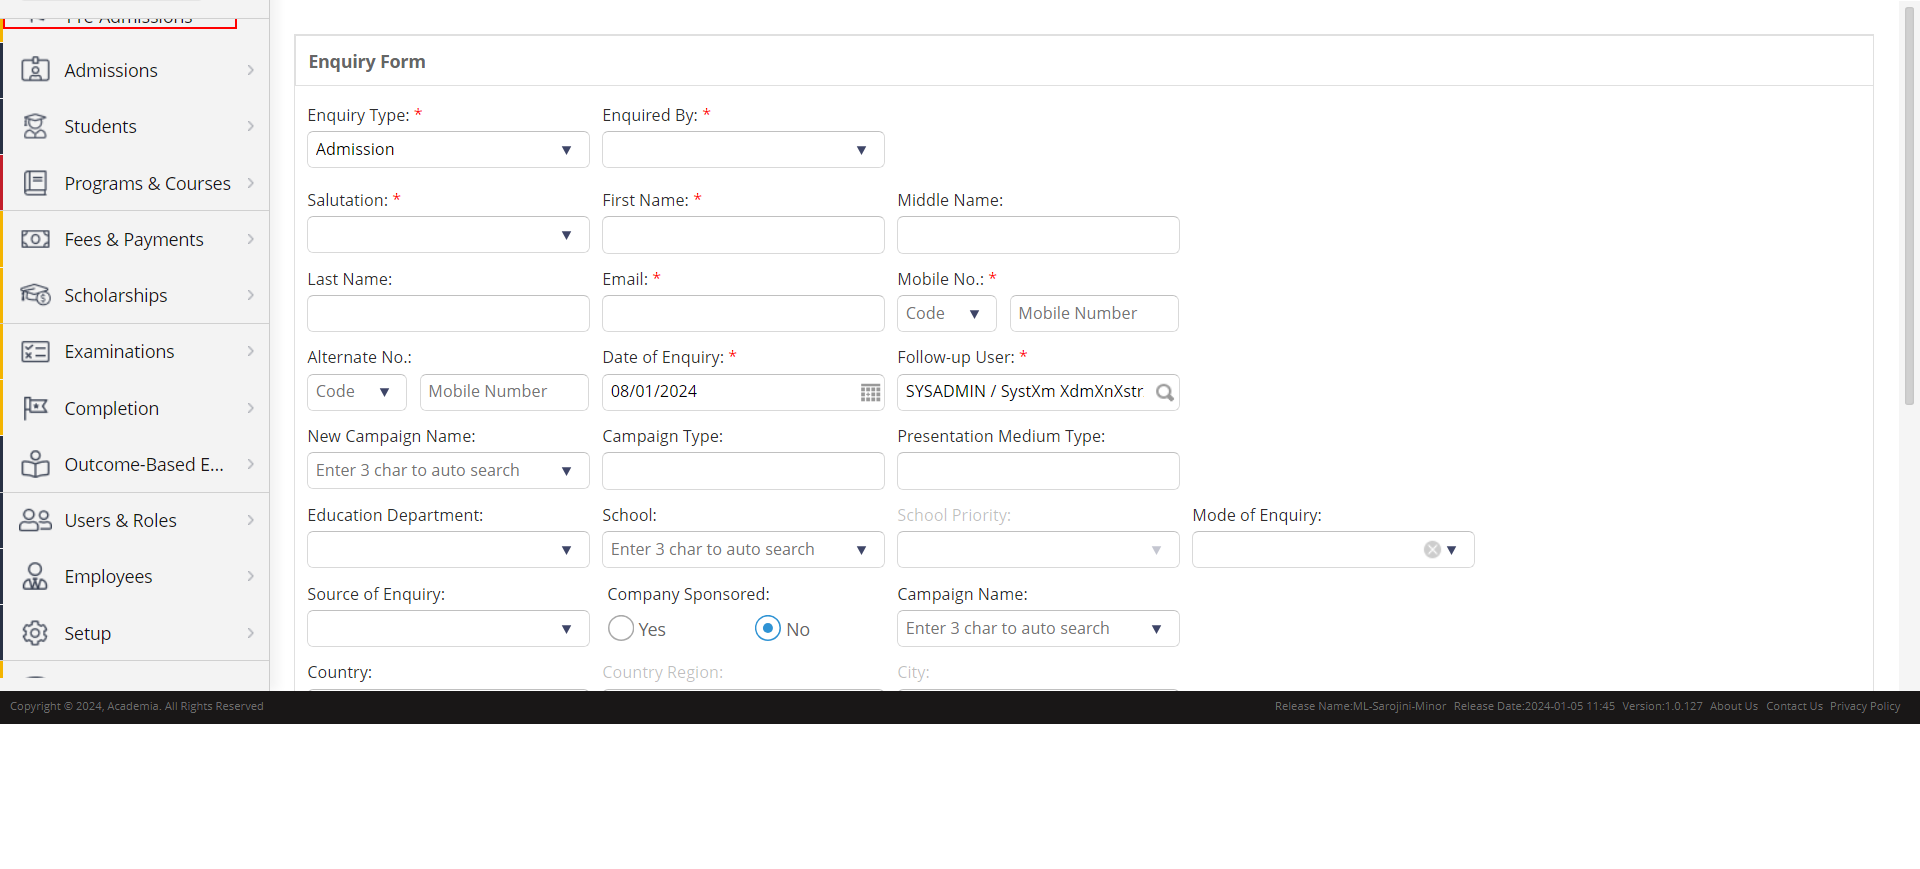 Pre-Admissions
Admissions
Students
Programs & Courses
Fees & Payments
Scholarships
Examinations
Completion
Outcome-Based E...
Users & Roles
Employees
Setup
Enquiry Form
Enquiry Type: * Enquired By: *
Admission
Salutation: * First Name: * Middle Name:
Last Name: Email: * Mobile No.: *
Code Mobile Number
Alternate No.: Date of Enquiry: * Follow-up User: *
Code Mobile Number 08/01/2024 SYSADMIN / SystXm XdmXnXstr
New Campaign Name: Campaign Type: Presentation Medium Type:
Enter 3 char to auto search
Education Department: School: School Priority: Mode of Enquiry:
Enter 3 char to auto search
Source of Enquiry: Company Sponsored: Campaign Name:
Yes No Enter 3 char to auto search
Country: Country Region: City:
Copyright © 2024, Academia. All Rights Reserved Release Name:ML-Sarojini-Minor Release Date:2024-01-05 11:45 Version:1.0.127 About Us Contact Us Privacy Policy